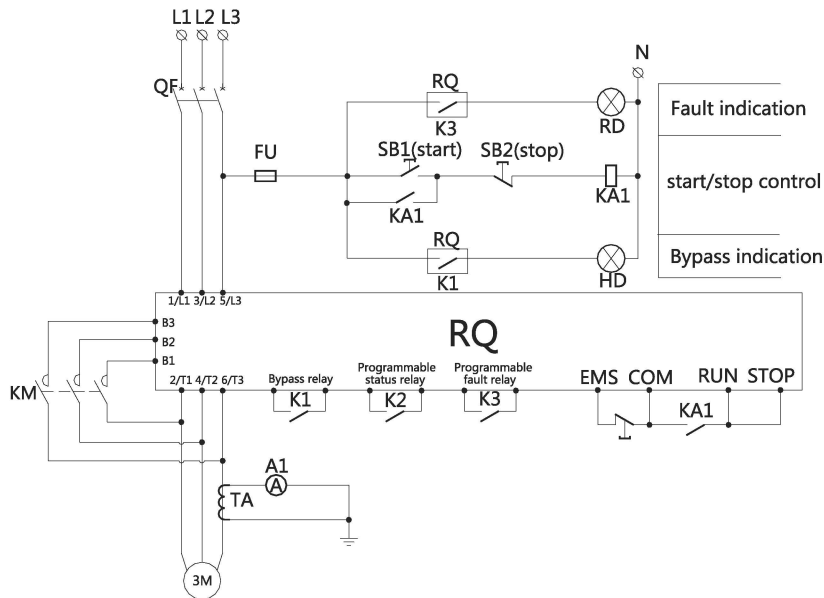 L1 L2 L3
N
QF
RQ
K3
RD
Fault indication
FU
SB1(start)
SB2(stop)
KA1
KA1
start/stop control
RQ
K1
HD
Bypass indication
1/L1 3/L2 5/L3
B3
B2
B1
RQ
KM
2/T1 4/T2 6/T3
Bypass relay
K1
Programmable
status relay
K2
Programmable
fault relay
K3
EMS COM RUN STOP
KA1
A1
A
TA
3M